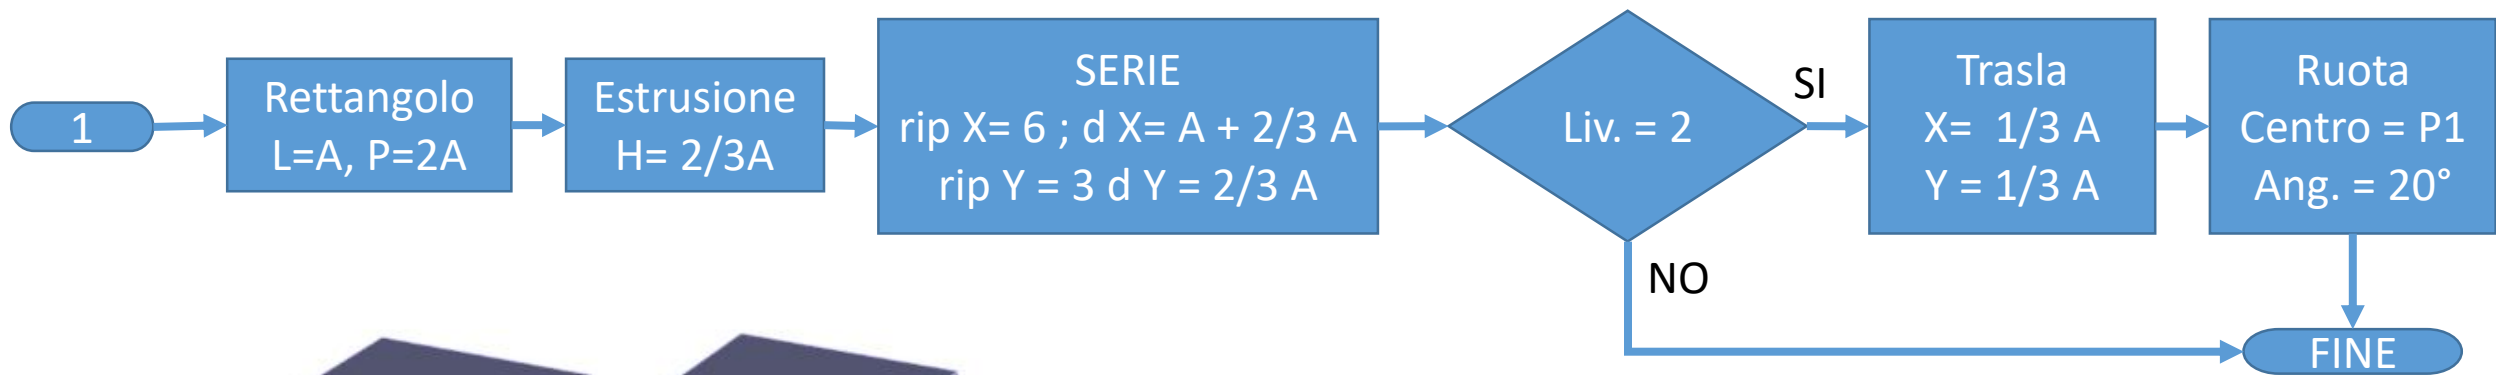 1
Rettangolo
L=A, P=2A
Estrusione
H= 2/3A
SERIE
rip X= 6 ; d X= A + 2/3 A
rip Y = 3 d Y = 2/3 A
Liv. = 2
SI
NO
Trasla
X= 1/3 A
Y = 1/3 A
Ruota
Centro = P1
Ang. = 20°
FINE